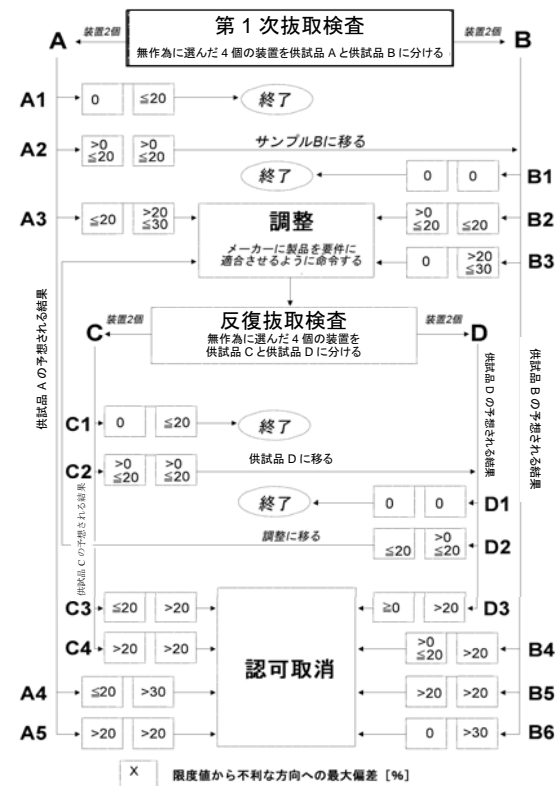 第１次抜取検査
無作為に選んだ４個の装置を供試品 A と供試品 B に分ける
A
装置2個
装置2個
B
A1
0
≦20
終了
A2
>0
≦20
>0
≦20
サンプルBに移る
終了
0
0
B1
A3
≦20
>20
≦30
調整
メーカーに製品を要件に
適合させるように命令する
>0
≦20
≦20
B2
0
>20
≦30
B3
供試品 A の予想される結果
反復抜取検査
無作為に選んだ４個の装置を
供試品 C と供試品 D に分ける
C
装置2個
装置2個
D
供試品 D の予想される結果
供試品 B の予想される結果
C1
0
≦20
終了
C2
>0
≦20
>0
≦20
供試品 D に移る
供試品 C の予想される結果
終了
0
0
D1
調整に移る
≦20
>0
≦20
D2
C3
≦20
>20
認可取消
≧0
>20
D3
C4
>20
>20
>0
≦20
>20
B4
A4
≦20
>30
>20
>20
B5
A5
>20
>20
0
>30
B6
X
限度値から不利な方向への最大偏差［%］